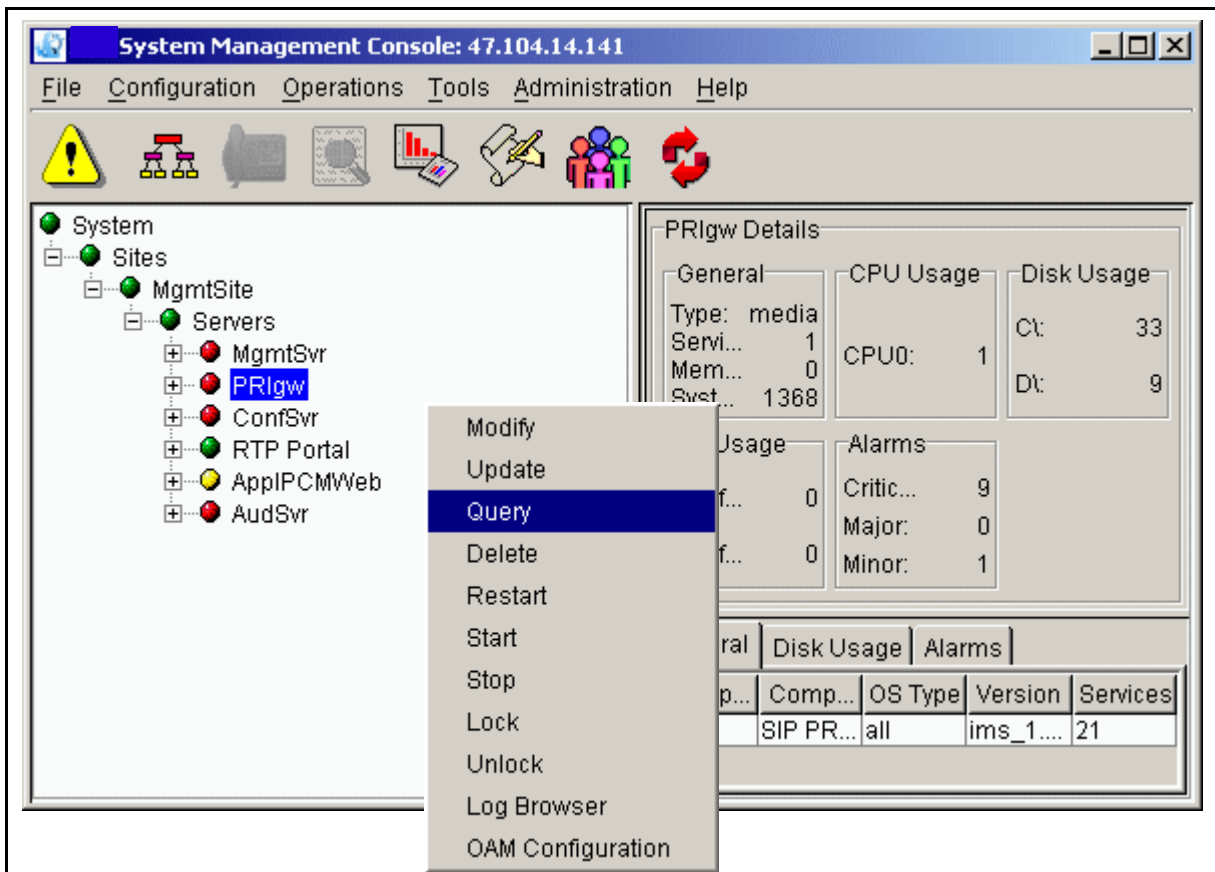 System Management Console: 47.104.14.141
File Configuration Operations Tools Administration Help
System
Sites
MgmtSite
Servers
MgmtSvr
PRIgw
ConfSvr
RTP Portal
ApplPCMWeb
AudSvr
Modify
Update
Query
Delete
Restart
Start
Stop
Lock
Unlock
Log Browser
OAM Configuration
PRIgw Details
General
Type: media
Servi... 1
Mem... 0
Syst... 1368
CPU Usage
CPU0: 1
Disk Usage
C\: 33
D\: 9
Usage
f... 0
f... 0
Alarms
Critic... 9
Major: 0
Minor: 1
ral Disk Usage Alarms
p... Comp... OS Type Version Services
SIP PR... all ims_1.... 21